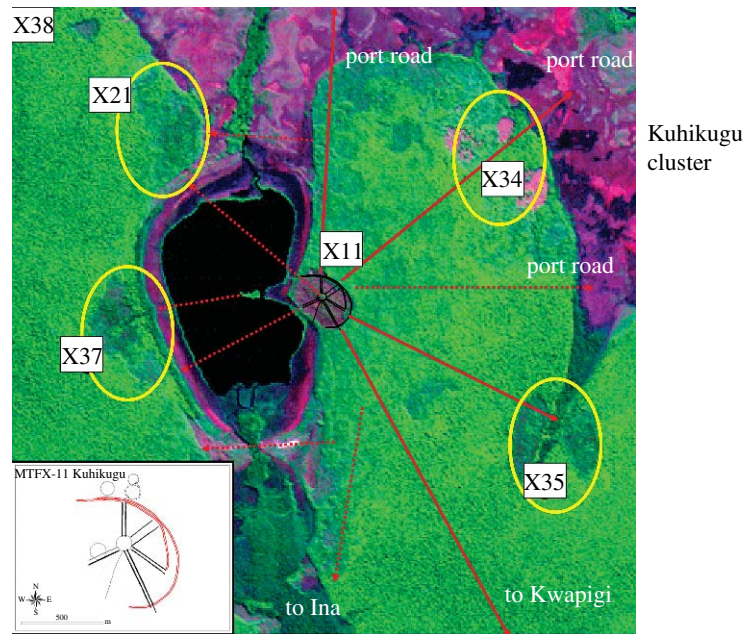 X38
port road
port road
X21
Kuhikugu
cluster
X34
X11
port road
X37
X35
MTFX-11 Kuhikugu
N
W E
S
500
m
to Ina
to Kwapigi